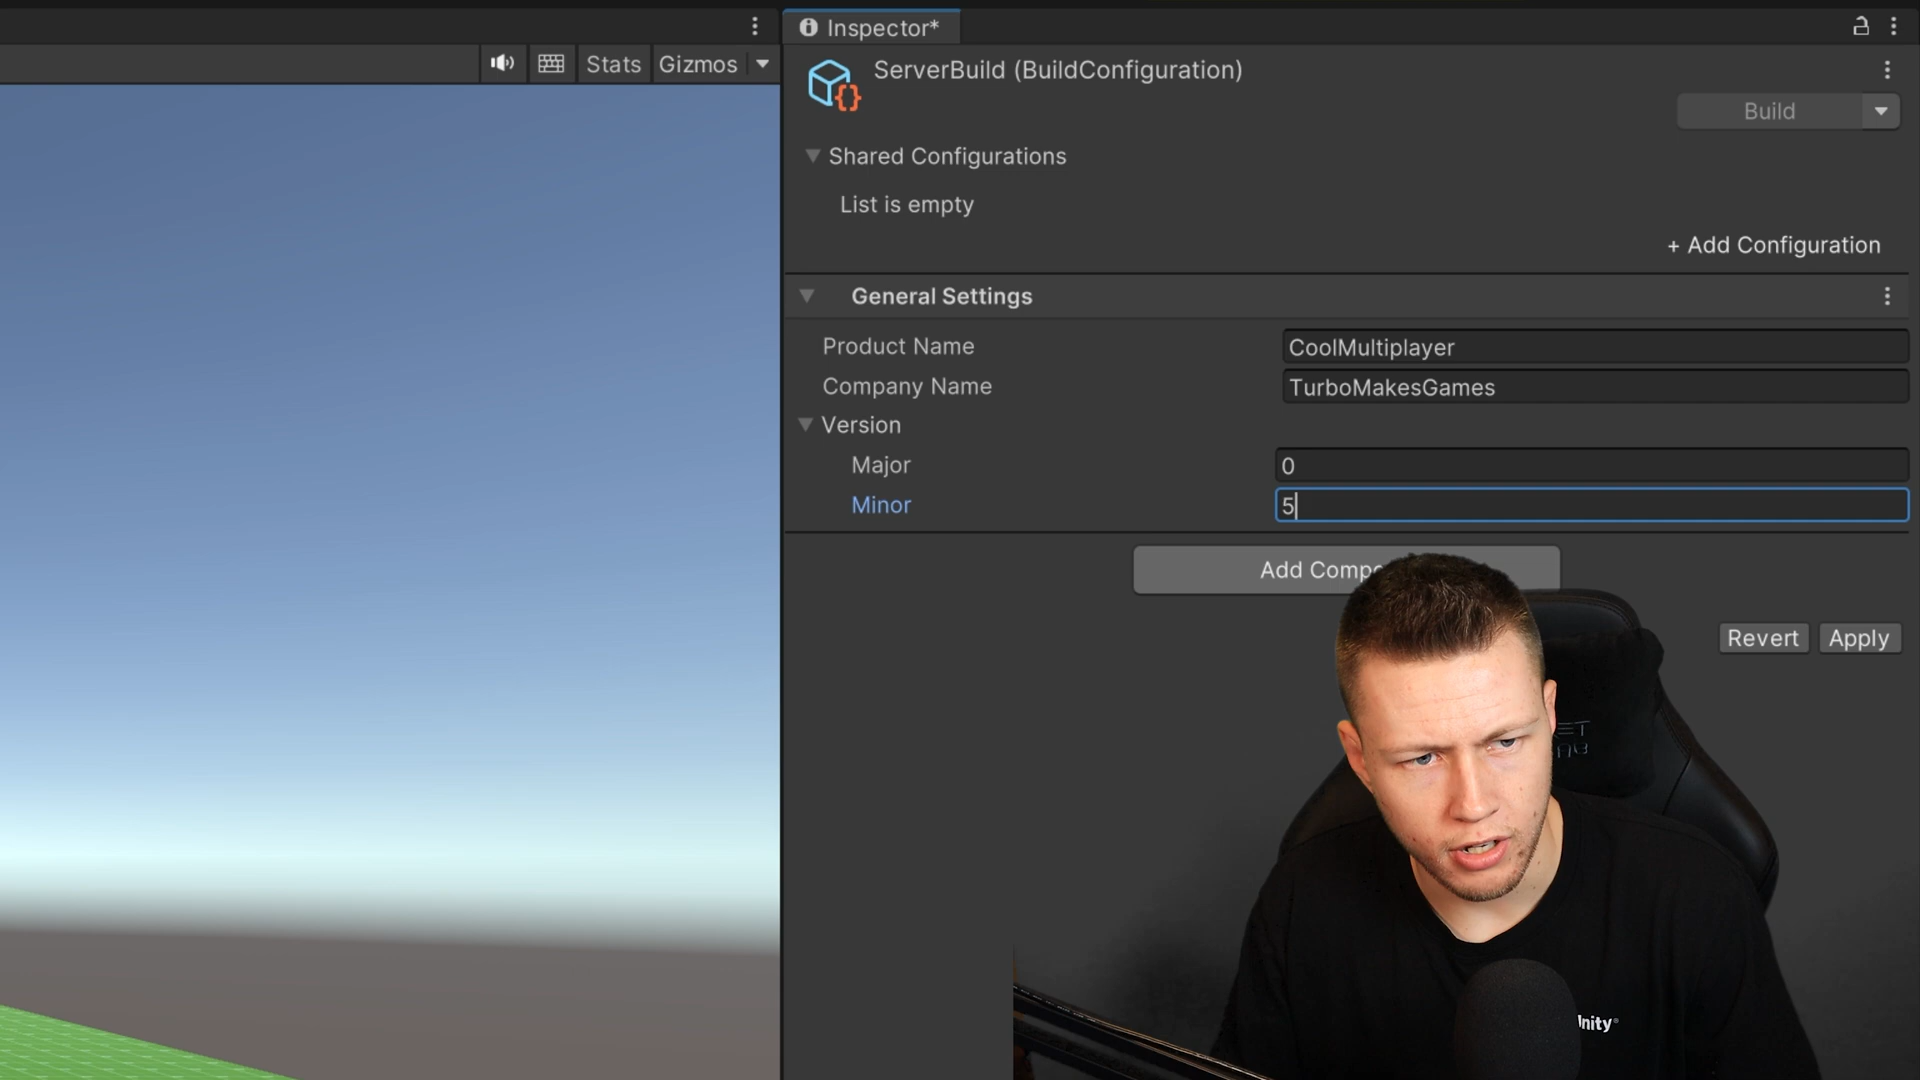 Inspector*
Stats
Gizmos
ServerBuild (BuildConfiguration)
Build
Shared Configurations
List is empty
+ Add Configuration
General Settings
Product Name
CoolMultiplayer
Company Name
TurboMakesGames
Version
Major
0
Minor
5
Add
Revert
Apply